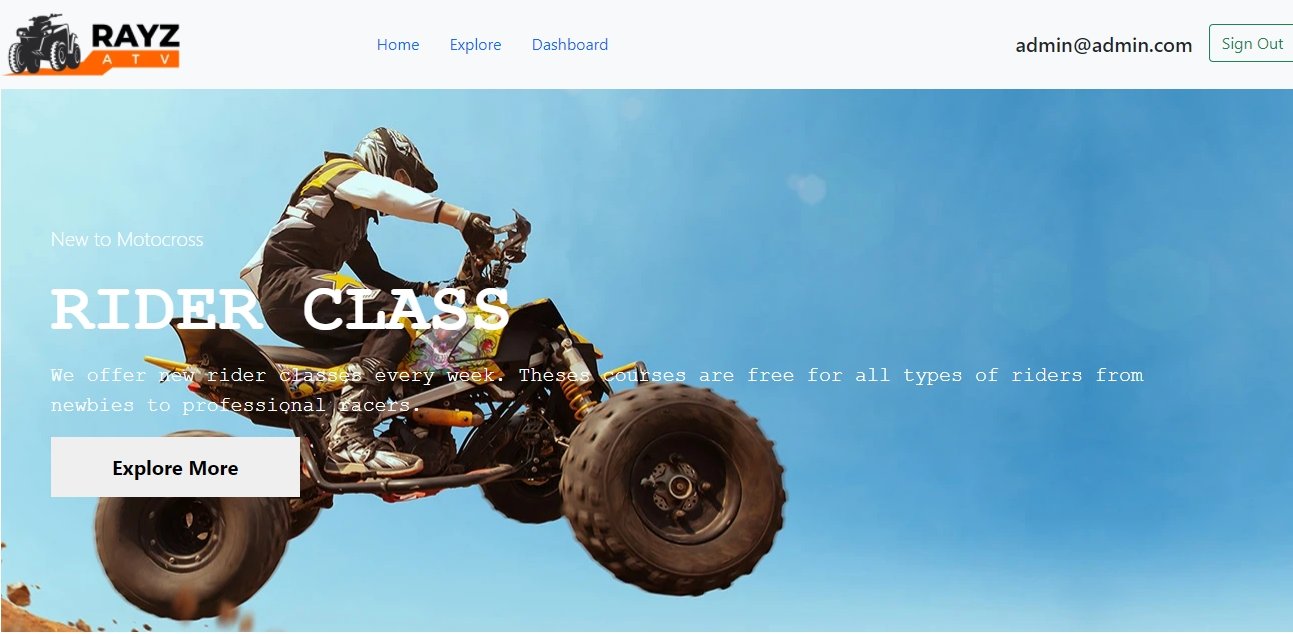 RAYZ
ATV
Home Explore Dashboard admin@admin.com Sign Out
New to Motocross
RIDER CLASS
We offer new rider classes every week. Theses courses are free for all types of riders from
newbies to professional racers.
Explore More